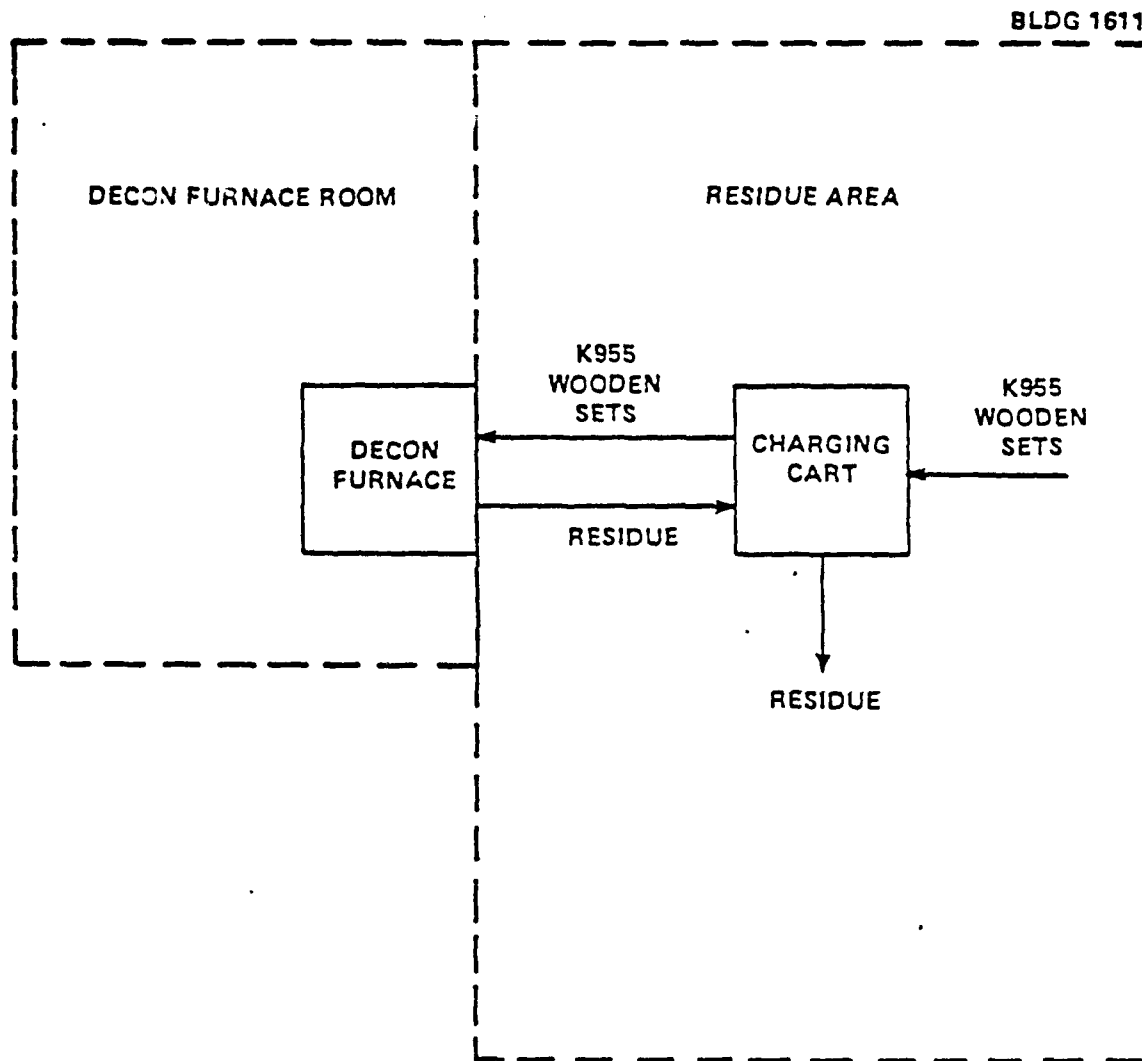 BLDG 1611
DECON FURNACE ROOM
RESIDUE AREA
K955
WOODEN
SETS
K955
WOODEN
SETS
DECON
FURNACE
CHARGING
CART
RESIDUE
RESIDUE